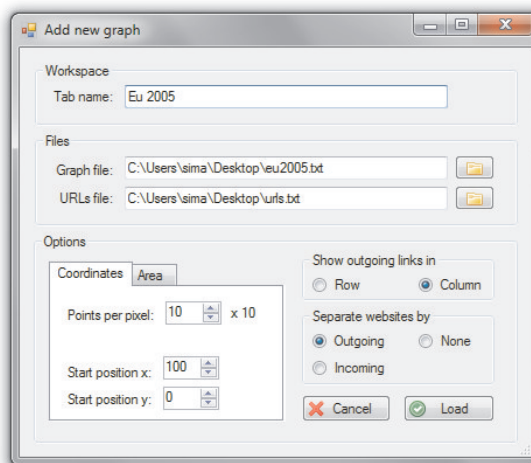 Add new graph
Workspace
Tab name: Eu 2005
Files
Graph file: C:\Users\sima\Desktop\eu2005.txt
URLs file: C:\Users\sima\Desktop\urls.txt
Options
Coordinates Area
Points per pixel: 10 x 10
Start position x: 100
Start position y: 0
Show outgoing links in
Row Column
Separate websites by
Outgoing None
Incoming
Cancel Load